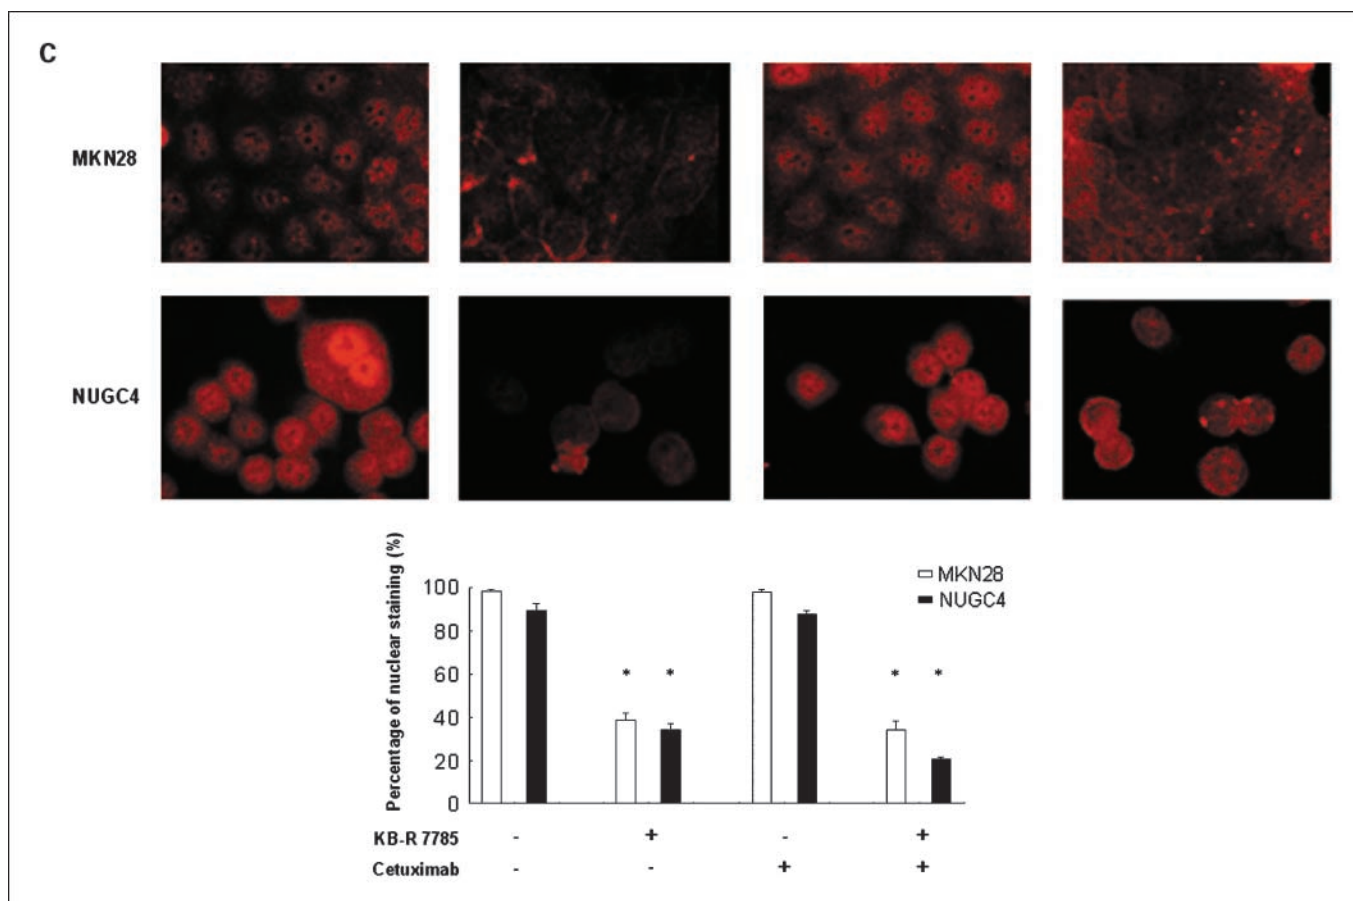 C
MKN28
NUGC4
Percentage of nuclear staining (%)
100
80
60
40
20
0
* * * *
MKN28
NUGC4
KB-R 7785 - + - +
Cetuximab - - + +